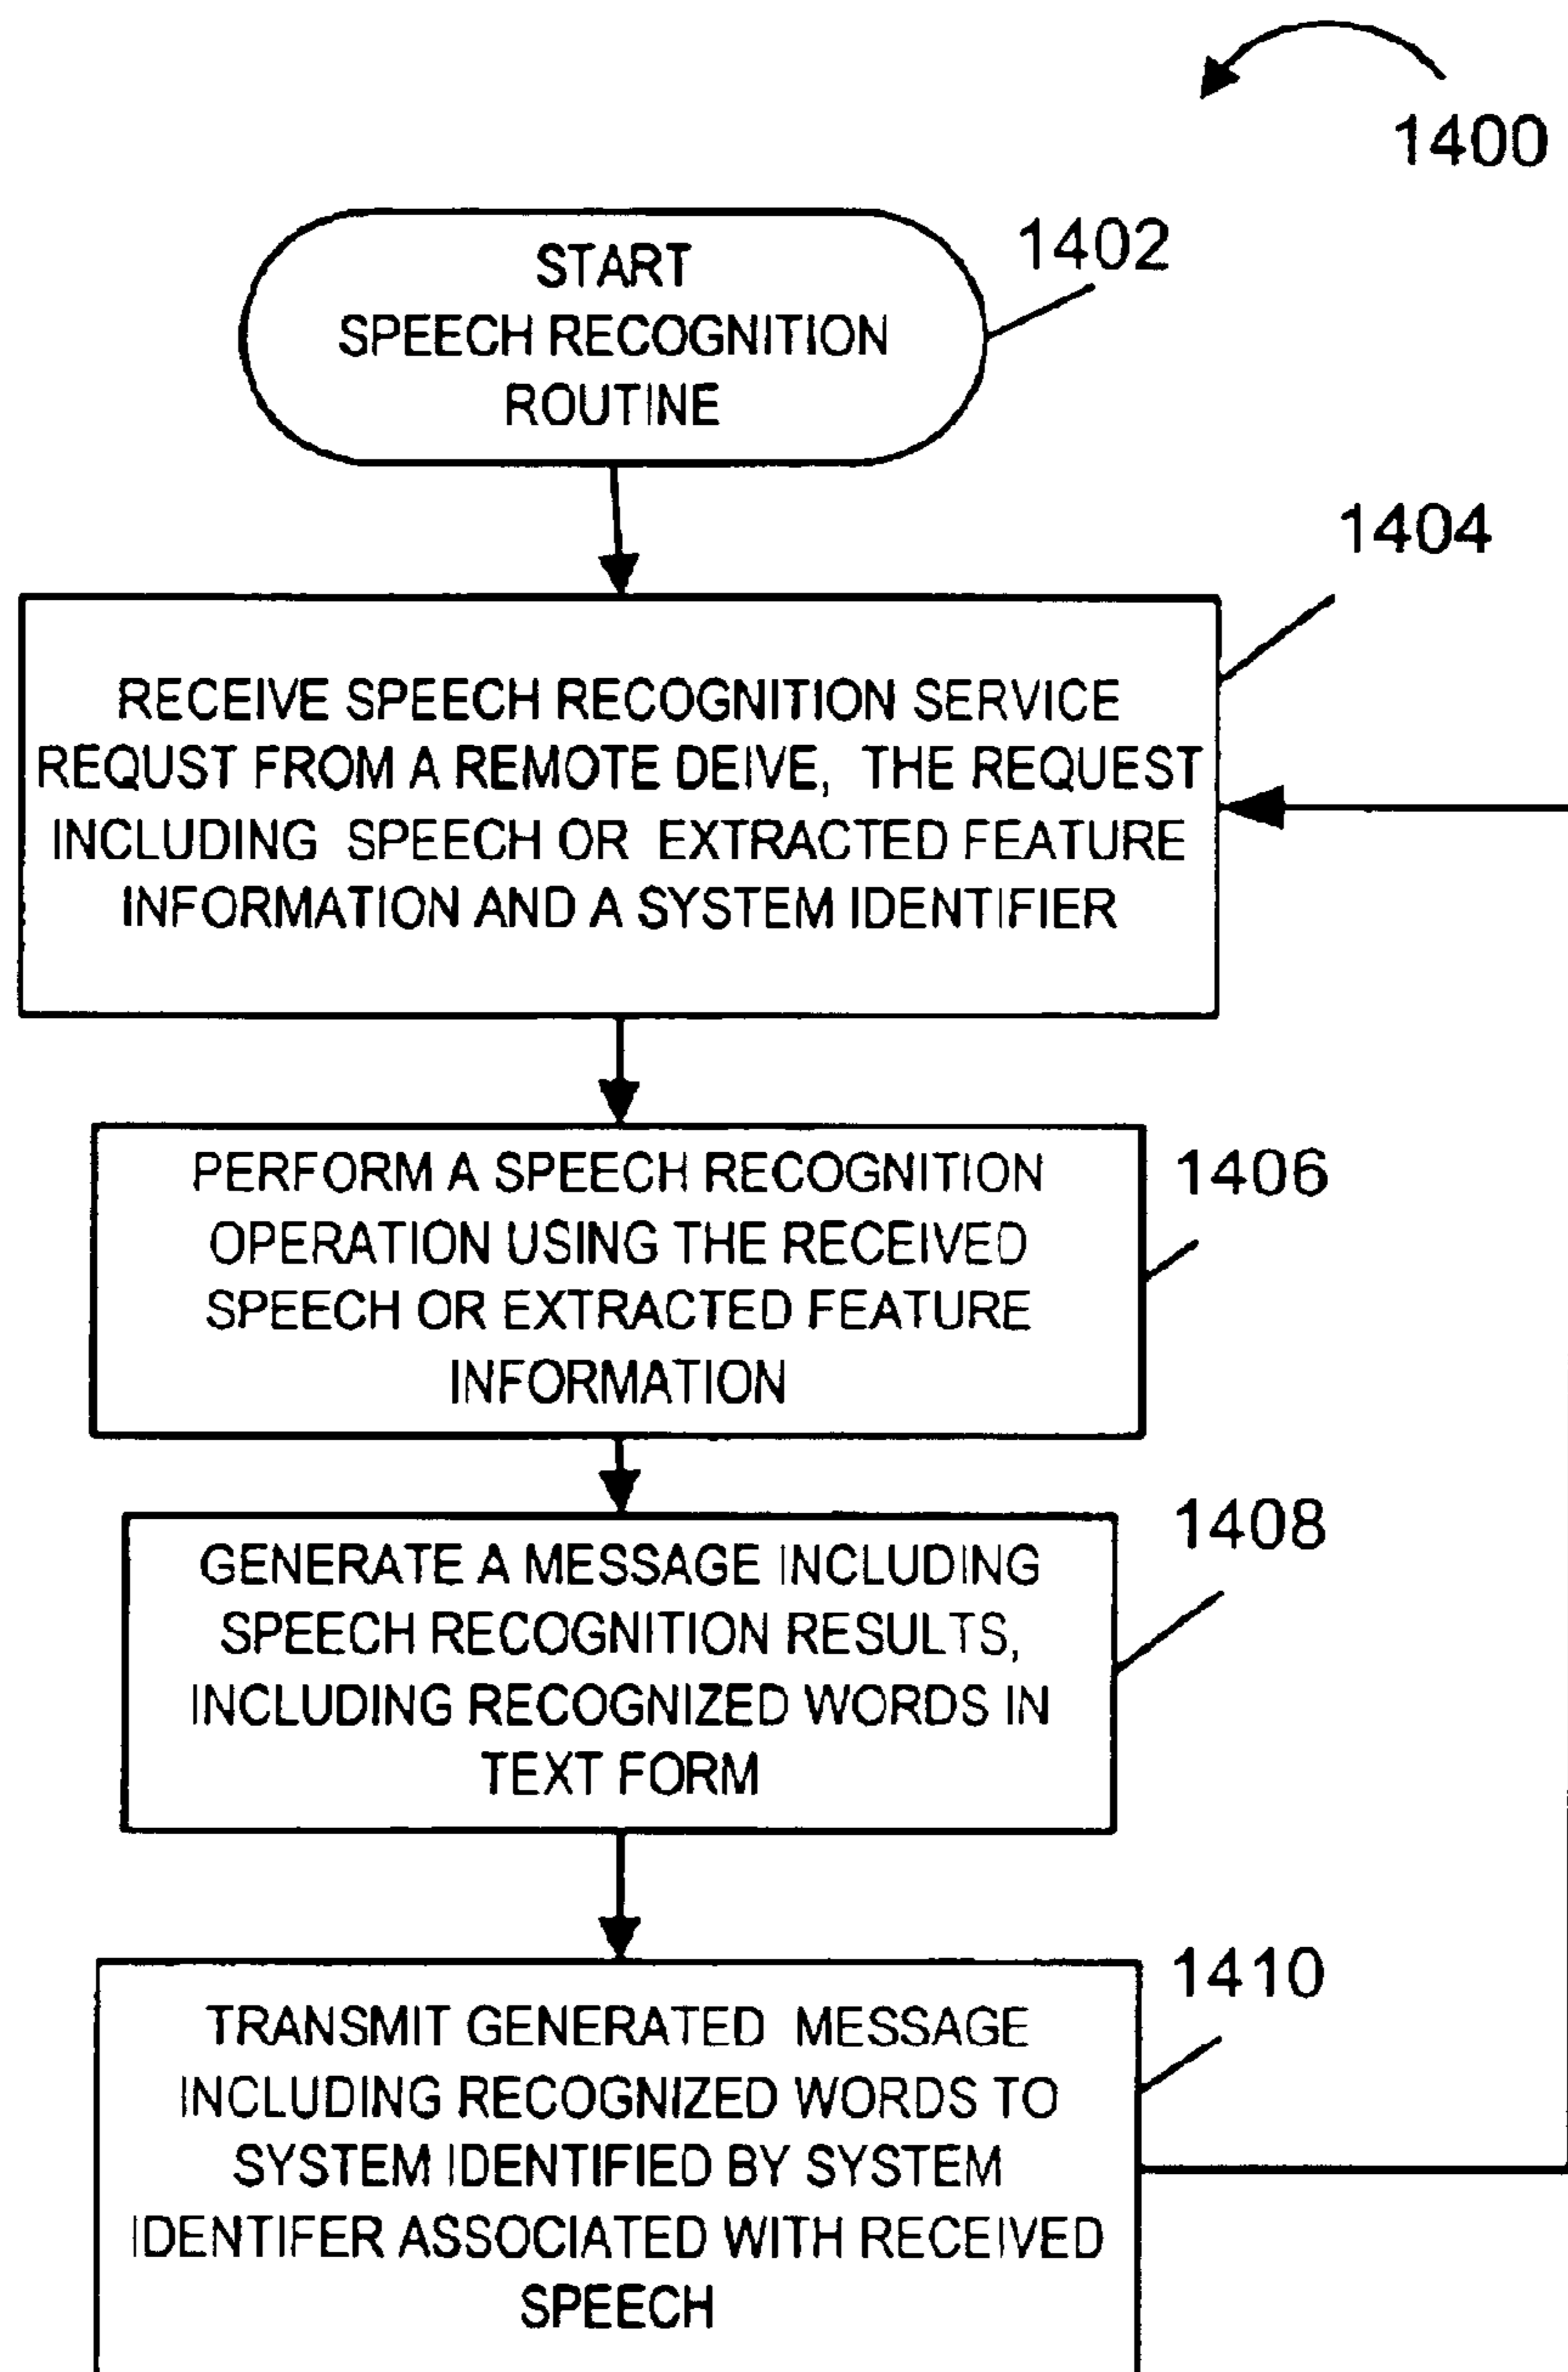 1400
START
SPEECH RECOGNITION
ROUTINE
1402
1404
RECEIVE SPEECH RECOGNITION SERVICE
REQUST FROM A REMOTE DEIVE, THE REQUEST
INCLUDING SPEECH OR EXTRACTED FEATURE
INFORMATION AND A SYSTEM IDENTIFIER
1406
PERFORM A SPEECH RECOGNITION
OPERATION USING THE RECEIVED
SPEECH OR EXTRACTED FEATURE
INFORMATION
1408
GENERATE A MESSAGE INCLUDING
SPEECH RECOGNITION RESULTS,
INCLUDING RECOGNIZED WORDS IN
TEXT FORM
1410
TRANSMIT GENERATED MESSAGE
INCLUDING RECOGNIZED WORDS TO
SYSTEM IDENTIFIED BY SYSTEM
IDENTIFER ASSOCIATED WITH RECEIVED
SPEECH